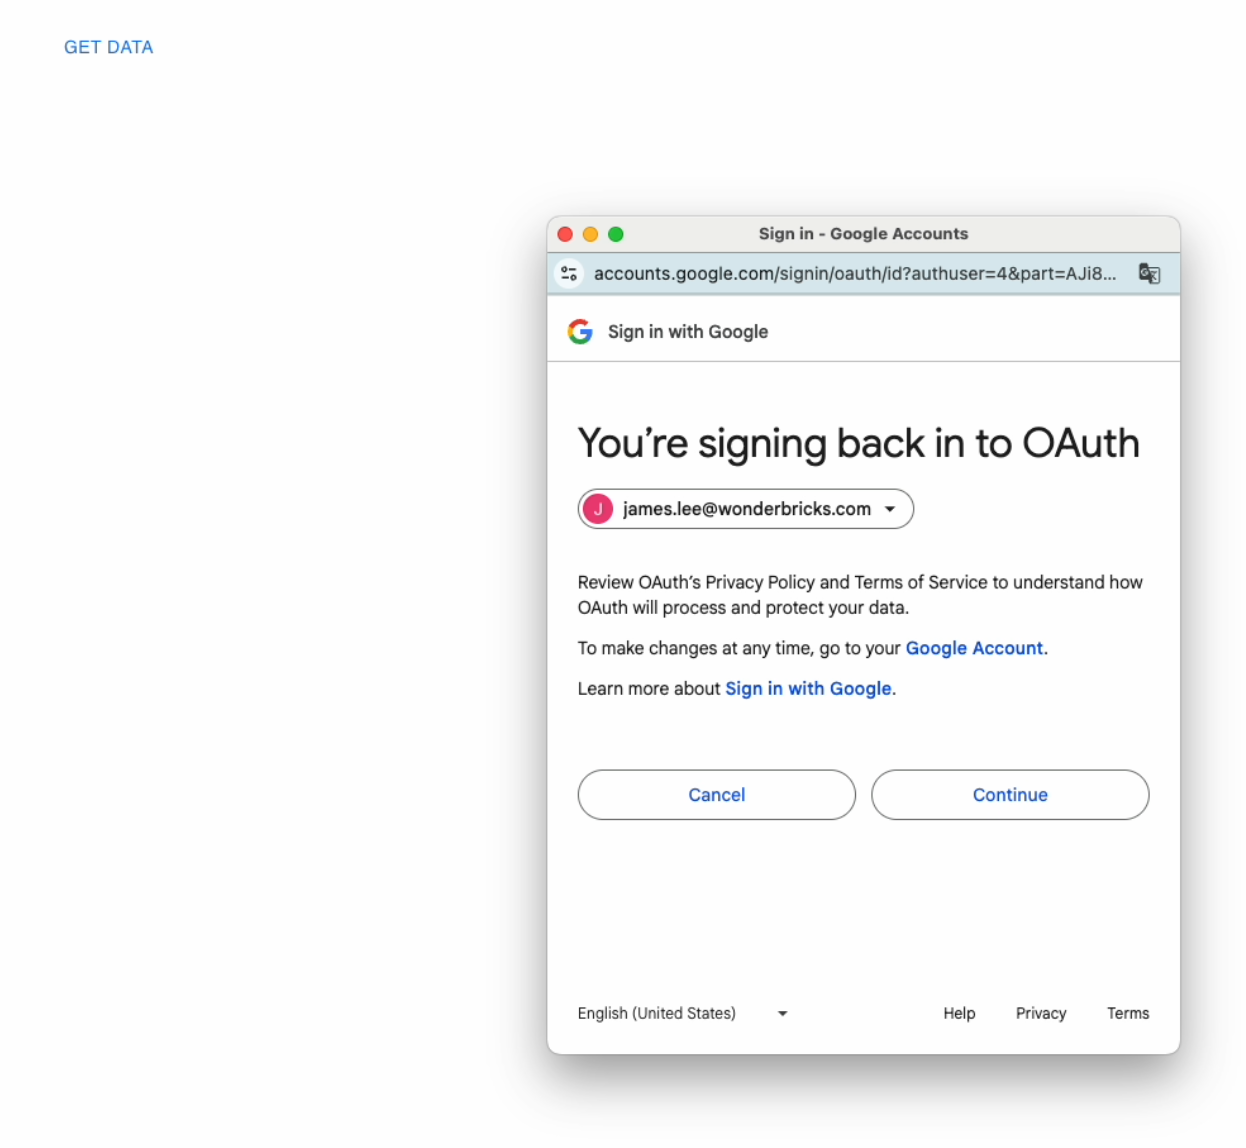 GET DATA
Sign in - Google Accounts
accounts.google.com/signin/oauth/id?authuser=4&part=AJi8...
Sign in with Google
You’re signing back in to OAuth
J james.lee@wonderbricks.com
Review OAuth’s Privacy Policy and Terms of Service to understand how
OAuth will process and protect your data.
To make changes at any time, go to your Google Account.
Learn more about Sign in with Google.
Cancel Continue
English (United States) Help Privacy Terms